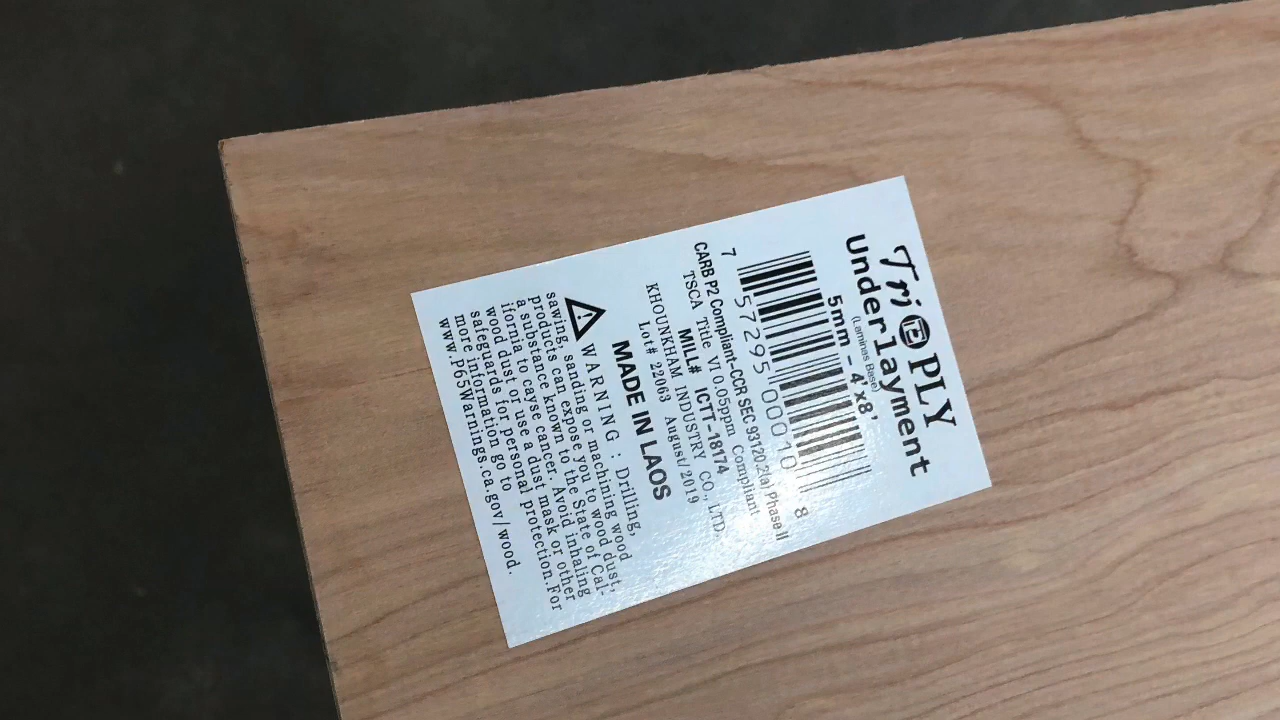 Tri PLY
Underlayment
(Laminas Base)
5mm - 4'x8'
7 57295 00010 8
CARB P2 Compliant-CCR SEC 93120.2(a) Phase II
TSCA Title VI 0.05ppm Compliant
MILL# ICTT-18174
KHOUNKHAM INDUSTRY CO., LTD,
Lot# 22063 August/2019
MADE IN LAOS
WARNING : Drilling,
sawing, sanding or machining wood
products can expose you to wood dust,
a substance known to the State of Cal-
ifornia to cayse cancer. Avoid inhaling
wood dust or use a dust mask or other
safeguards for personal protection.For
more information go to
www.P65Warnings.ca.gov/wood.